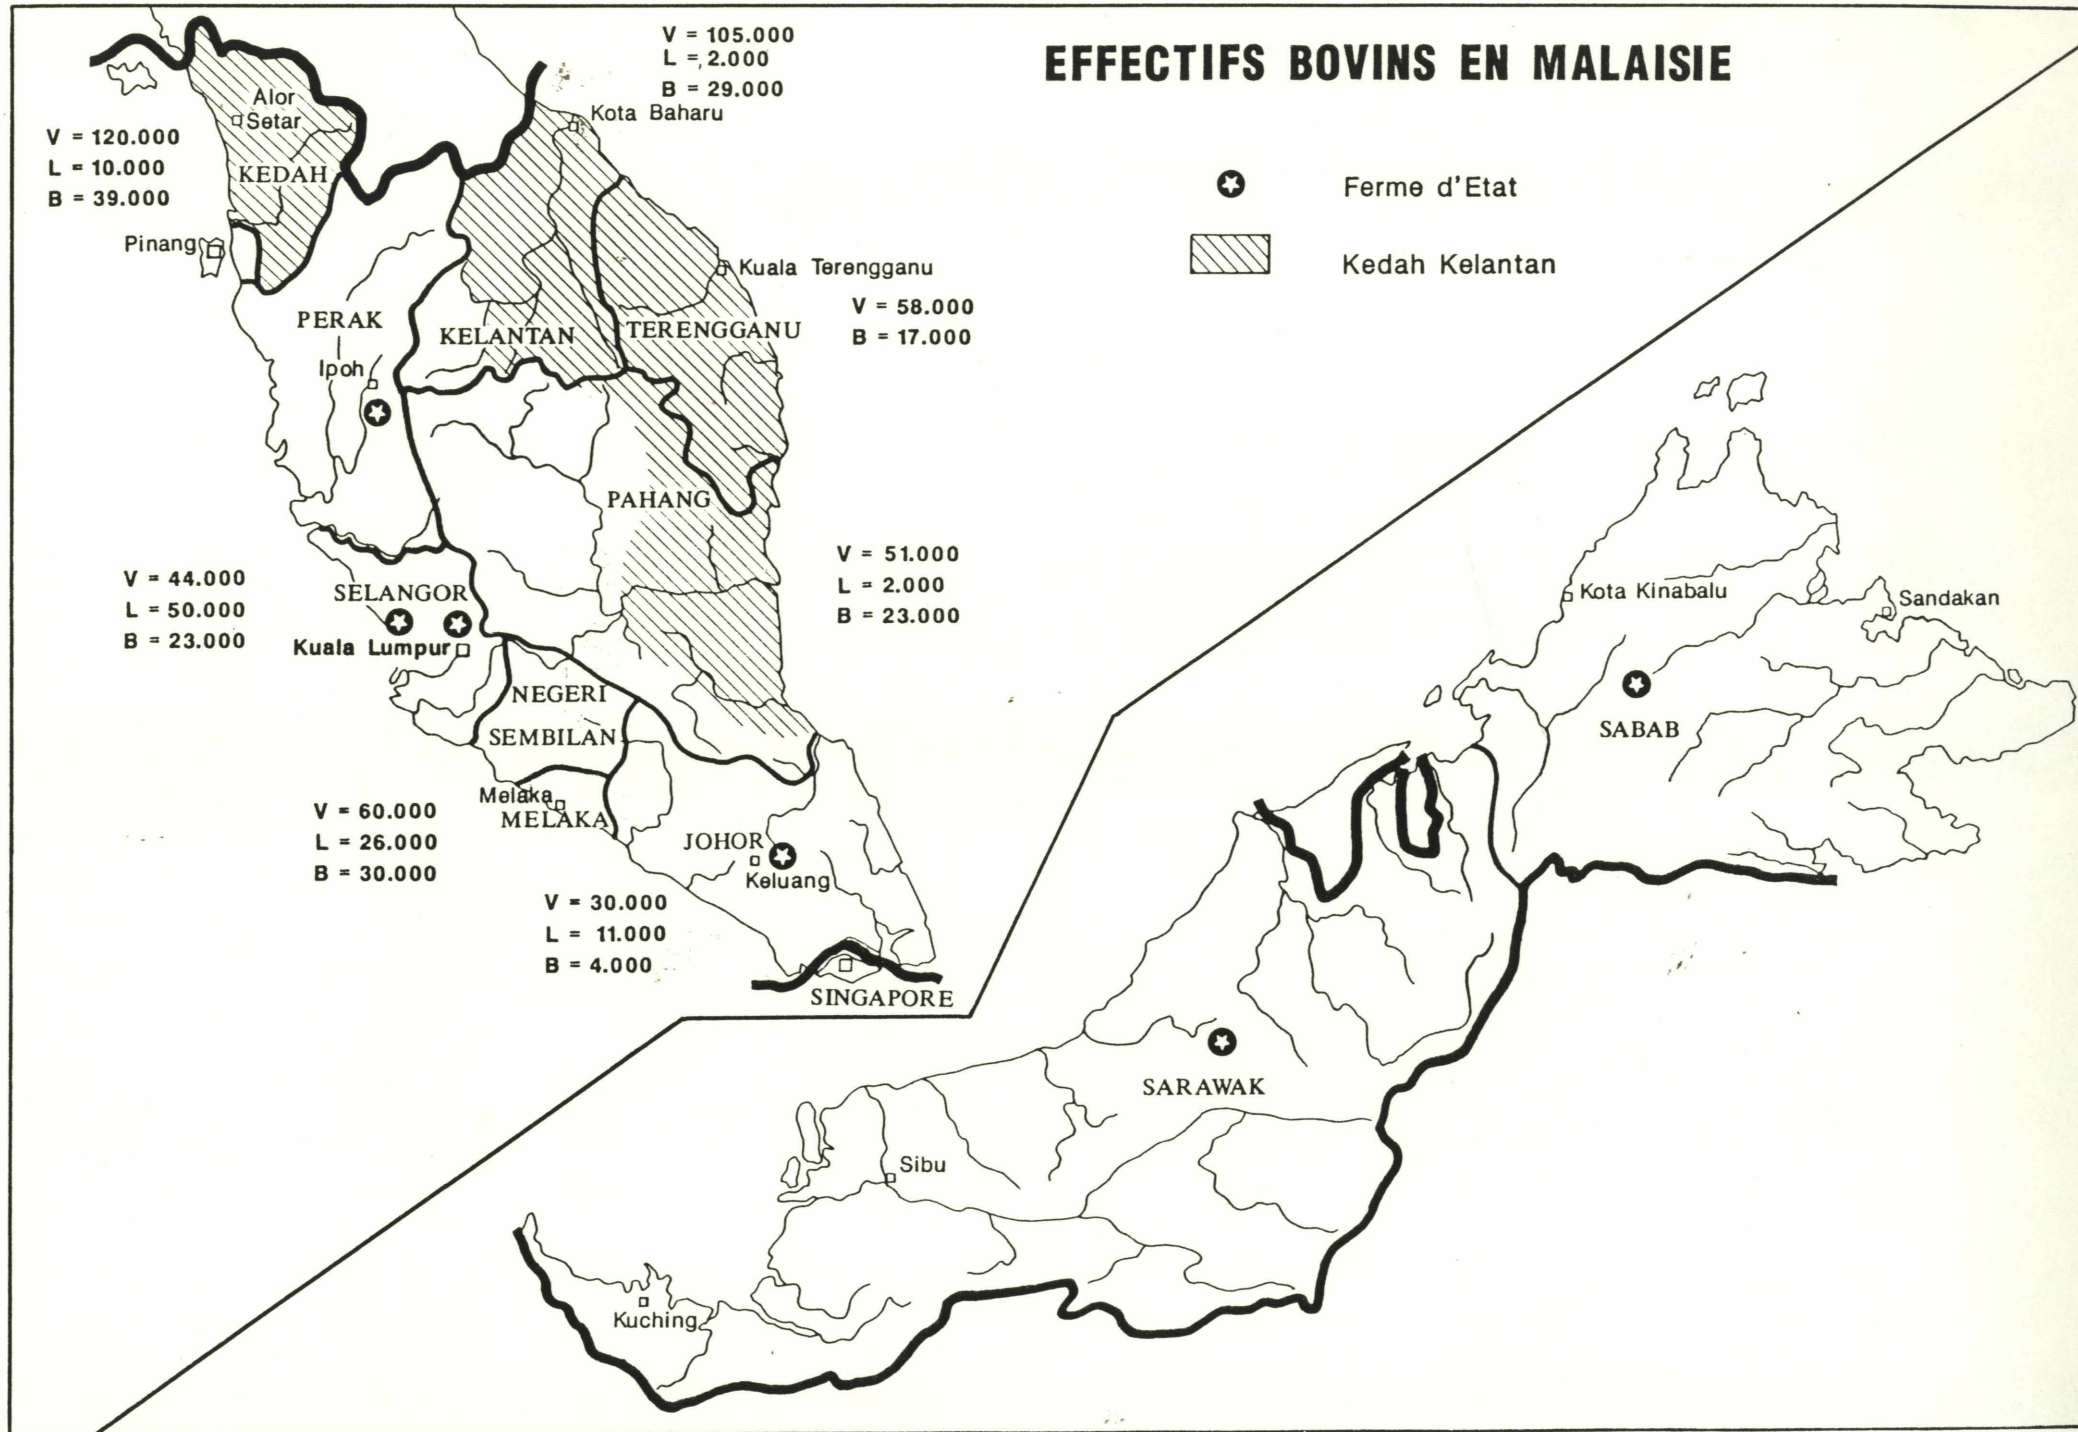 EFFECTIFS BOVINS EN MALAISIE
Ferme d'Etat
Kedah Kelantan
V = 105.000
L = 2.000
B = 29.000
Kota Baharu
Alor
Setar
KEDAH
V = 120.000
L = 10.000
B = 39.000
Pinang
Kuala Terengganu
V = 58.000
B = 17.000
PERAK
Ipoh
KELANTAN
TERENGGANU
PAHANG
V = 51.000
L = 2.000
B = 23.000
V = 44.000
L = 50.000
B = 23.000
SELANGOR
Kuala Lumpur
NEGERI
SEMBILAN
Melaka
MELAKA
V = 60.000
L = 26.000
B = 30.000
JOHOR
Keluang
V = 30.000
L = 11.000
B = 4.000
SINGAPORE
Kota Kinabalu
Sandakan
SABAB
SARAWAK
Sibu
Kuching